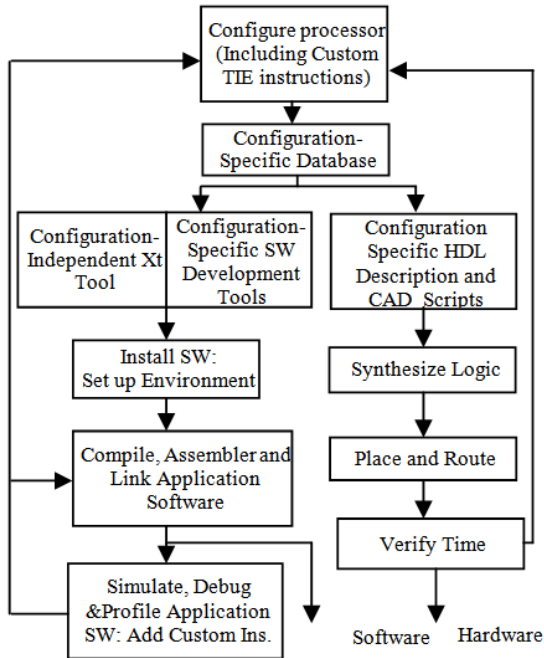 Configure processor
(Including Custom
TIE instructions)
Configuration-
Specific Database
Configuration-
Independent Xt
Tool
Configuration-
Specific SW
Development
Tools
Configuration
Specific HDL
Description and
CAD Scripts
Install SW:
Set up Environment
Synthesize Logic
Compile, Assembler and
Link Application
Software
Place and Route
Verify Time
Simulate, Debug
&Profile Application
SW: Add Custom Ins.
Software
Hardware